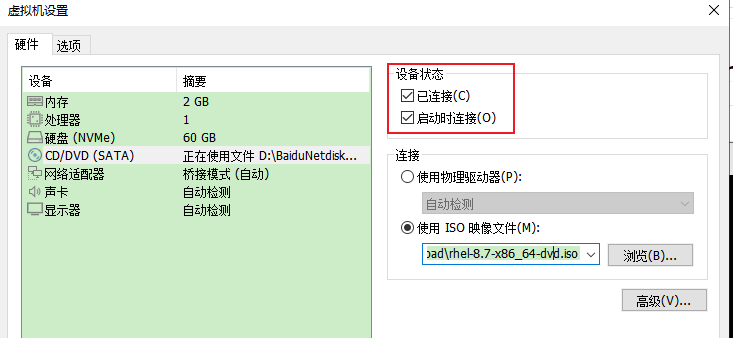 虚拟机设置
硬件 选项
设备 摘要
内存 2 GB
处理器 1
硬盘 (NVMe) 60 GB
CD/DVD (SATA) 正在使用文件 D:\BaiduNetdisk...
网络适配器 桥接模式 (自动)
声卡 自动检测
显示器 自动检测
设备状态
已连接(C)
启动时连接(O)
连接
使用物理驱动器(P):
自动检测
使用 ISO 映像文件(M):
oad\rhel-8.7-x86_64-dvd.iso 浏览(B)...
高级(V)...